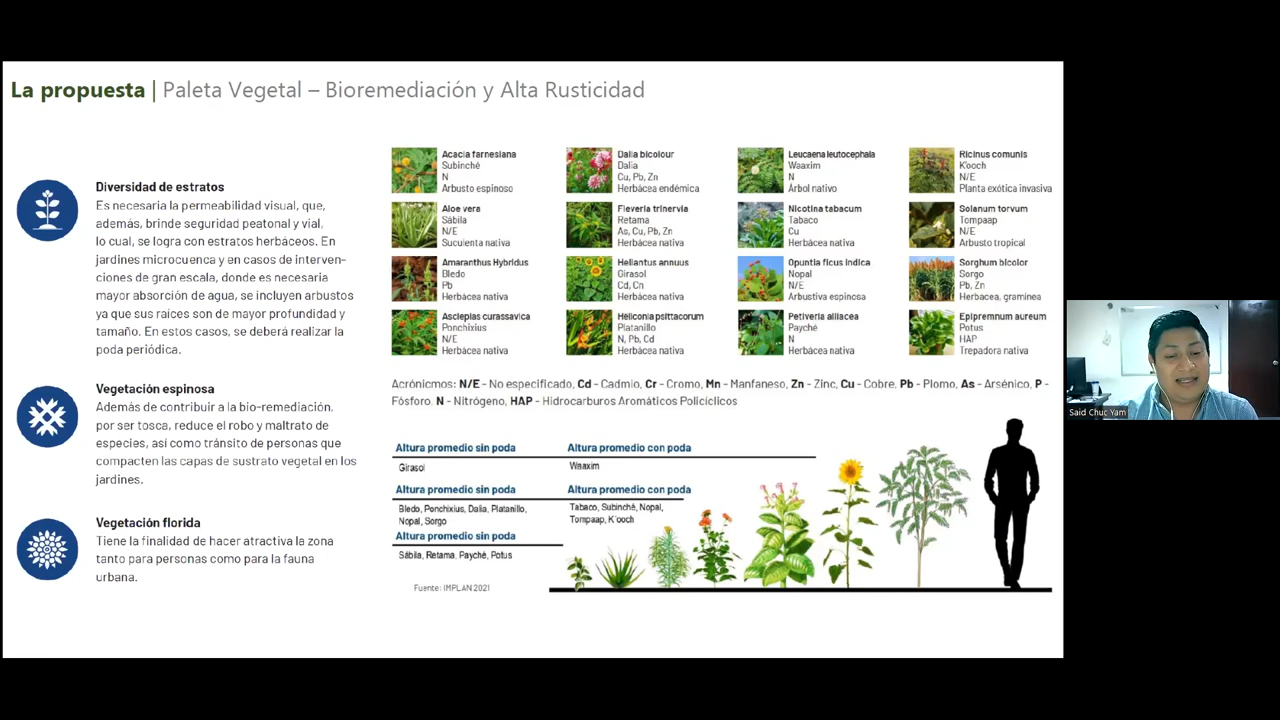 La propuesta | Paleta Vegetal – Bioremediación y Alta Rusticidad
Diversidad de estratos
Es necesaria la permeabilidad visual, que,
además, brinde seguridad peatonal y vial,
lo cual, se logra con estratos herbáceos. En
jardines microcuenca y en casos de interven-
ciones de gran escala, donde es necesaria
mayor absorción de agua, se incluyen arbustos
ya que sus raíces son de mayor profundidad y
tamaño. En estos casos, se deberá realizar la
poda periódica.
Vegetación espinosa
Además de contribuir a la bio-remediación,
por ser tosca, reduce el robo y maltrato de
especies, así como tránsito de personas que
compacten las capas de sustrato vegetal en los
jardines.
Vegetación florida
Tiene la finalidad de hacer atractiva la zona
tanto para personas como para la fauna
urbana.
Acacia farnesiana
Subinché
N
Arbusto espinoso
Dalia bicolour
Dalia
Cu, Pb, Zn
Herbácea endémica
Leucaena leutocephala
Waaxim
N
Árbol nativo
Ricinus comunis
K'ooch
N/E
Planta exótica invasiva
Aloe vera
Sábila
N/E
Suculenta nativa
Flaveria trinervia
Retama
As, Cu, Pb, Zn
Herbácea nativa
Nicotina tabacum
Tabaco
Cu
Herbácea nativa
Solanum torvum
Tompaap
N/E
Arbusto tropical
Amaranthus Hybridus
Bledo
Pb
Herbácea nativa
Heliantus annuus
Girasol
Cd, Cn
Herbácea nativa
Opuntia ficus indica
Nopal
N/E
Arbustiva espinosa
Sorghum bicolor
Sorgo
Pb, Zn
Herbacea, gramínea
Asclepias curassavica
Ponchixius
N/E
Herbácea nativa
Heliconia psittacorum
Platanillo
N, Pb, Cd
Herbácea nativa
Petiveria alliacea
Payché
N
Herbácea nativa
Epipremnum aureum
Potus
HAP
Trepadora nativa
Acrónicmos: N/E - No especificado, Cd - Cadmio, Cr - Cromo, Mn - Manfaneso, Zn - Zinc, Cu - Cobre, Pb - Plomo, As - Arsénico, P -
Fósforo, N - Nitrógeno, HAP - Hidrocarburos Aromáticos Policíclicos
Altura promedio sin poda
Altura promedio con poda
Girasol
Waaxim
Altura promedio sin poda
Altura promedio con poda
Bledo, Ponchixius, Dalia, Platanillo,
Nopal, Sorgo
Tabaco, Subinché, Nopal,
Tompaap, K'ooch
Altura promedio sin poda
Sábila, Retama, Payché, Potus
Fuente: IMPLAN 2021
Said Chuc Yam